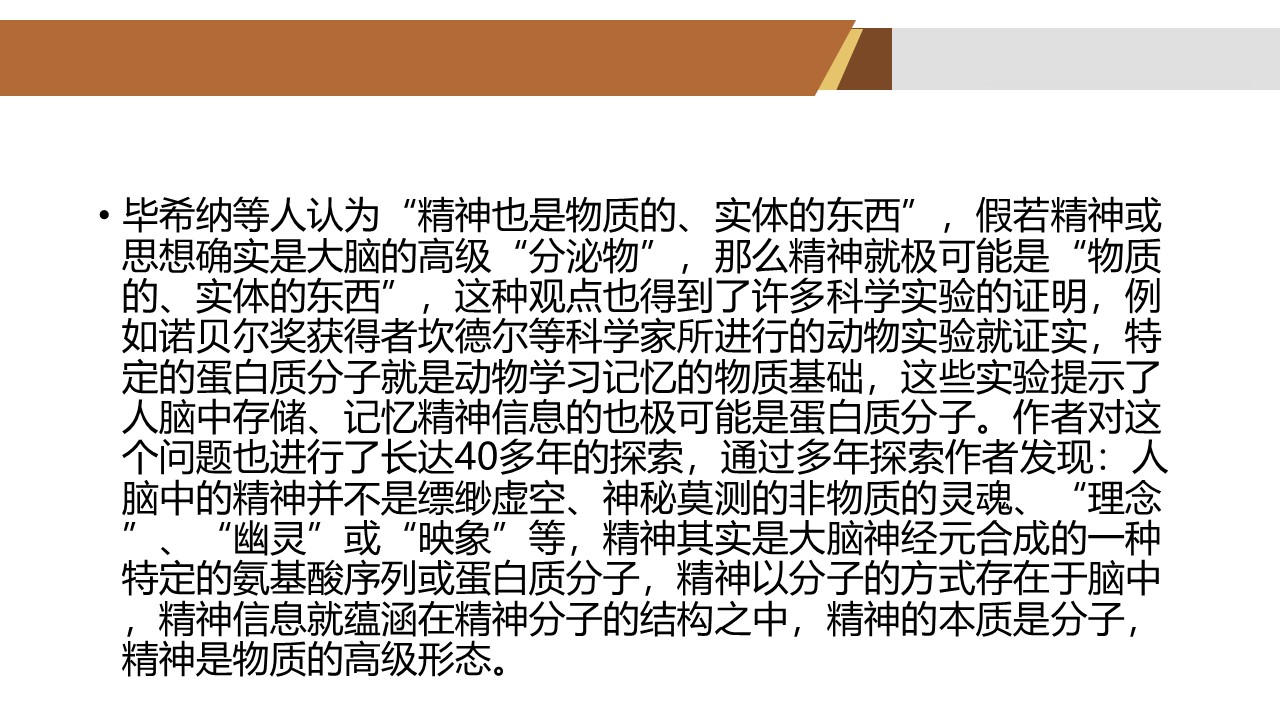 • 毕希纳等人认为“精神也是物质的、实体的东西”，假若精神或
思想确实是大脑的高级“分泌物”，那么精神就极可能是“物质
的、实体的东西”，这种观点也得到了许多科学实验的证明，例
如诺贝尔奖获得者坎德尔等科学家所进行的动物实验就证实，特
定的蛋白质分子就是动物学习记忆的物质基础，这些实验提示了
人脑中存储、记忆精神信息的也极可能是蛋白质分子。作者对这
个问题也进行了长达40多年的探索，通过多年探索作者发现：人
脑中的精神并不是缥缈虚空、神秘莫测的非物质的灵魂、“理念
”、“幽灵”或“映象”等，精神其实是大脑神经元合成的一种
特定的氨基酸序列或蛋白质分子，精神以分子的方式存在于脑中
，精神信息就蕴涵在精神分子的结构之中，精神的本质是分子，
精神是物质的高级形态。